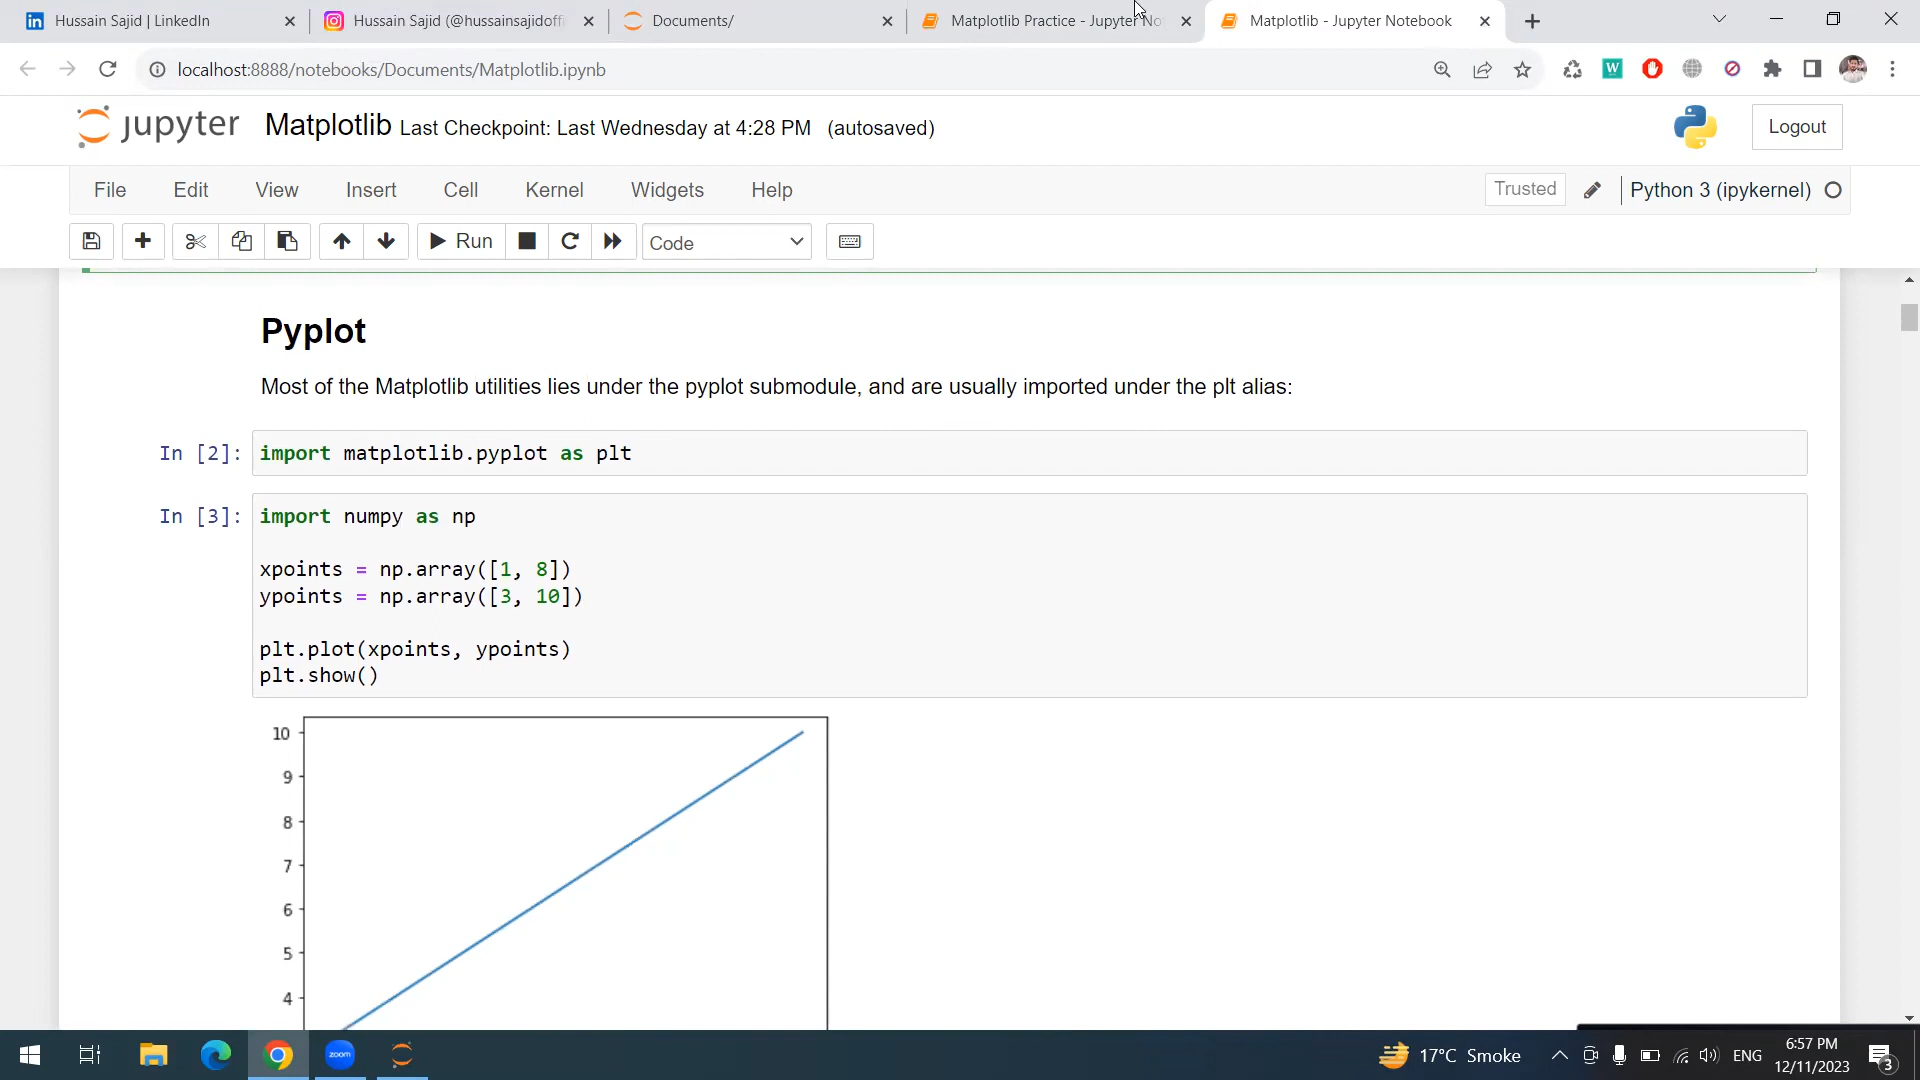 Hussain Sajid | LinkedIn
Hussain Sajid (@hussainsajidoffi
Documents/
Matplotlib Practice - Jupyter No
Matplotlib - Jupyter Notebook
localhost:8888/notebooks/Documents/Matplotlib.ipynb
W
jupyter Matplotlib Last Checkpoint: Last Wednesday at 4:28 PM (autosaved)
Logout
File Edit View Insert Cell Kernel Widgets Help
Trusted
Python 3 (ipykernel)
Run
Code
Pyplot
Most of the Matplotlib utilities lies under the pyplot submodule, and are usually imported under the plt alias:
In [2]: import matplotlib.pyplot as plt
In [3]: import numpy as np
xpoints = np.array([1, 8])
ypoints = np.array([3, 10])
plt.plot(xpoints, ypoints)
plt.show()
10
9
8
7
6
5
4
zoom
17°C Smoke
ENG
6:57 PM
12/11/2023
3